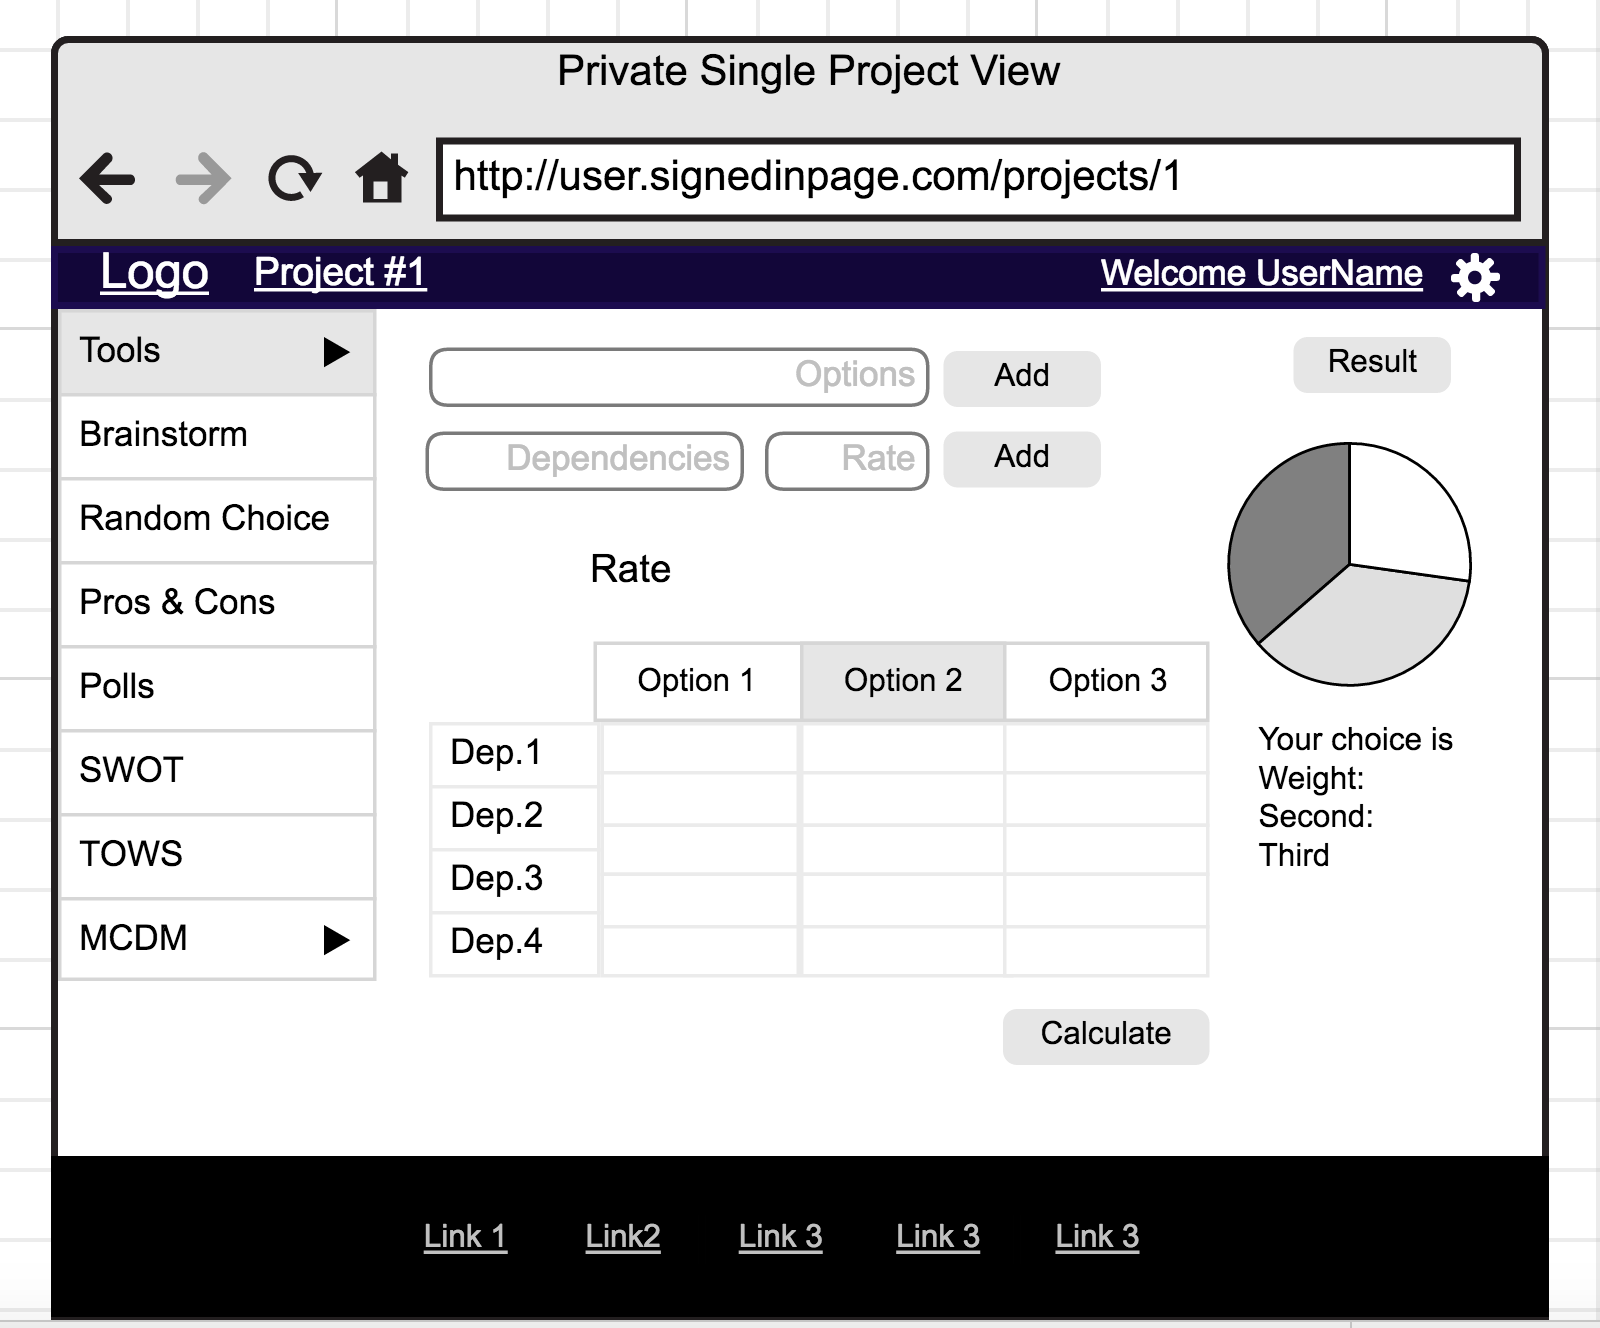 Private Single Project View
http://user.signedinpage.com/projects/1
Logo Project #1 Welcome UserName
Tools
Brainstorm
Random Choice
Pros & Cons
Polls
SWOT
TOWS
MCDM
Options Add
Dependencies Rate Add
Rate
Option 1 Option 2 Option 3
Dep.1
Dep.2
Dep.3
Dep.4
Calculate
Result
Your choice is
Weight:
Second:
Third
Link 1 Link2 Link 3 Link 3 Link 3